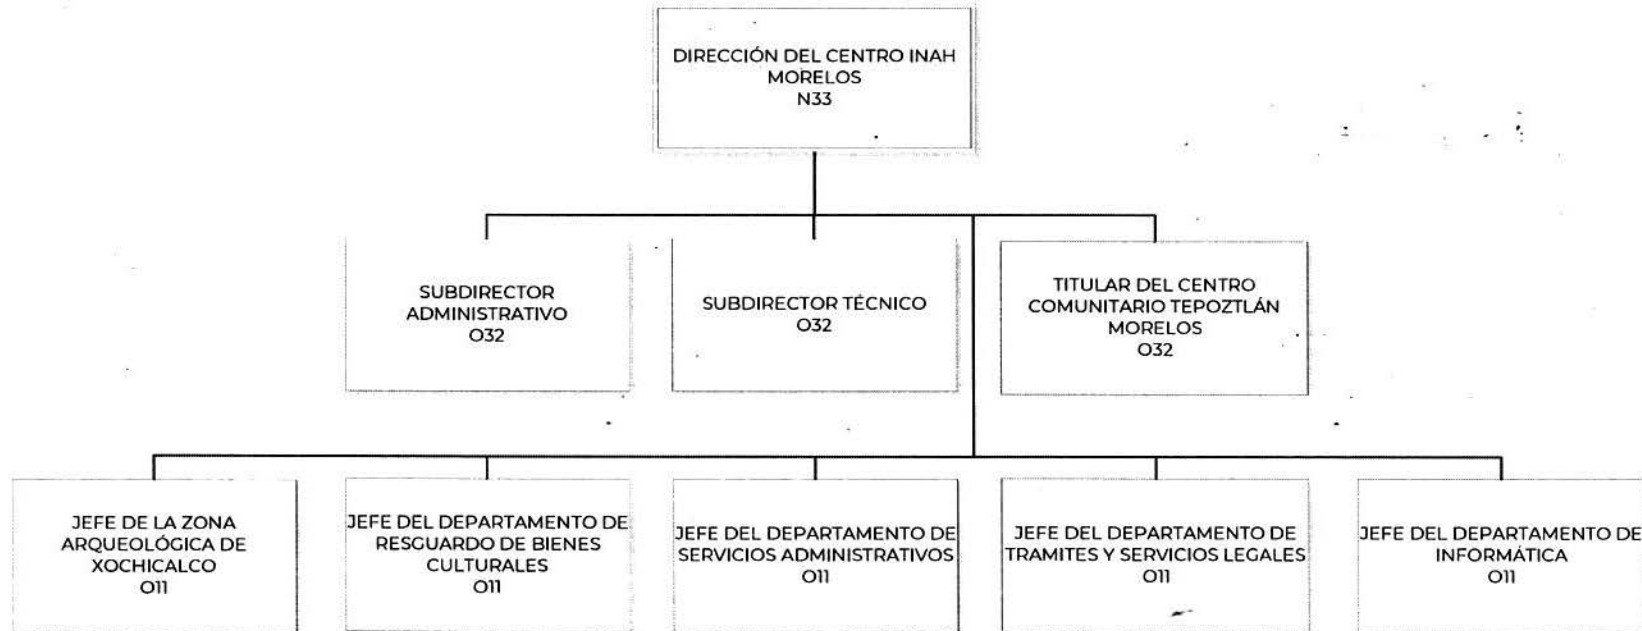 DIRECCIÓN DEL CENTRO INAH
MORELOS
N33
SUBDIRECTOR
ADMINISTRATIVO
O32
SUBDIRECTOR TÉCNICO
O32
TITULAR DEL CENTRO
COMUNITARIO TEPOZTLÁN
MORELOS
O32
JEFE DE LA ZONA
ARQUEOLÓGICA DE
XOCHICALCO
O11
JEFE DEL DEPARTAMENTO DE
RESGUARDO DE BIENES
CULTURALES
O11
JEFE DEL DEPARTAMENTO DE
SERVICIOS ADMINISTRATIVOS
O11
JEFE DEL DEPARTAMENTO DE
TRAMITES Y SERVICIOS LEGALES
O11
JEFE DEL DEPARTAMENTO DE
INFORMÁTICA
O11